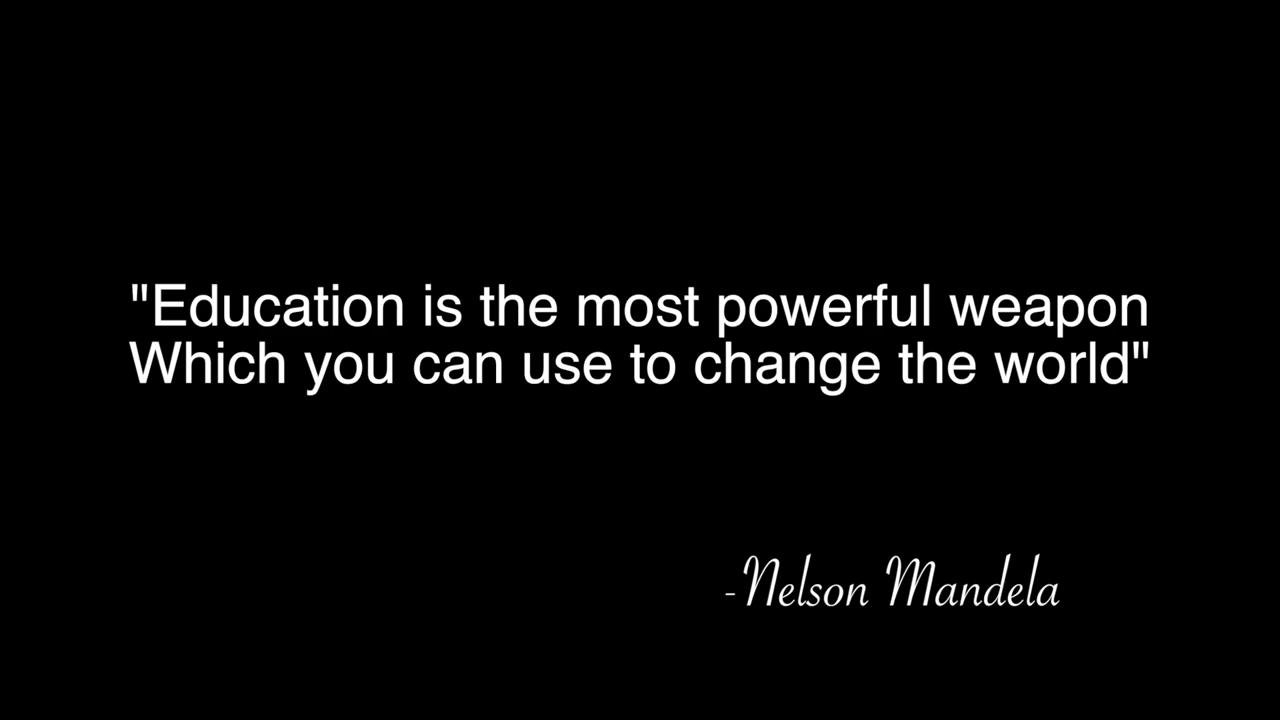 "Education is the most powerful weapon
Which you can use to change the world"
-Nelson Mandela